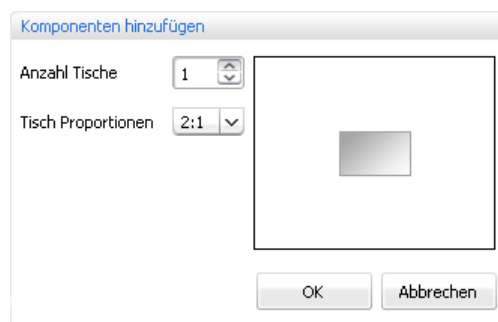 Komponenten hinzufügen
Anzahl Tische 1
Tisch Proportionen 2:1
OK Abbrechen